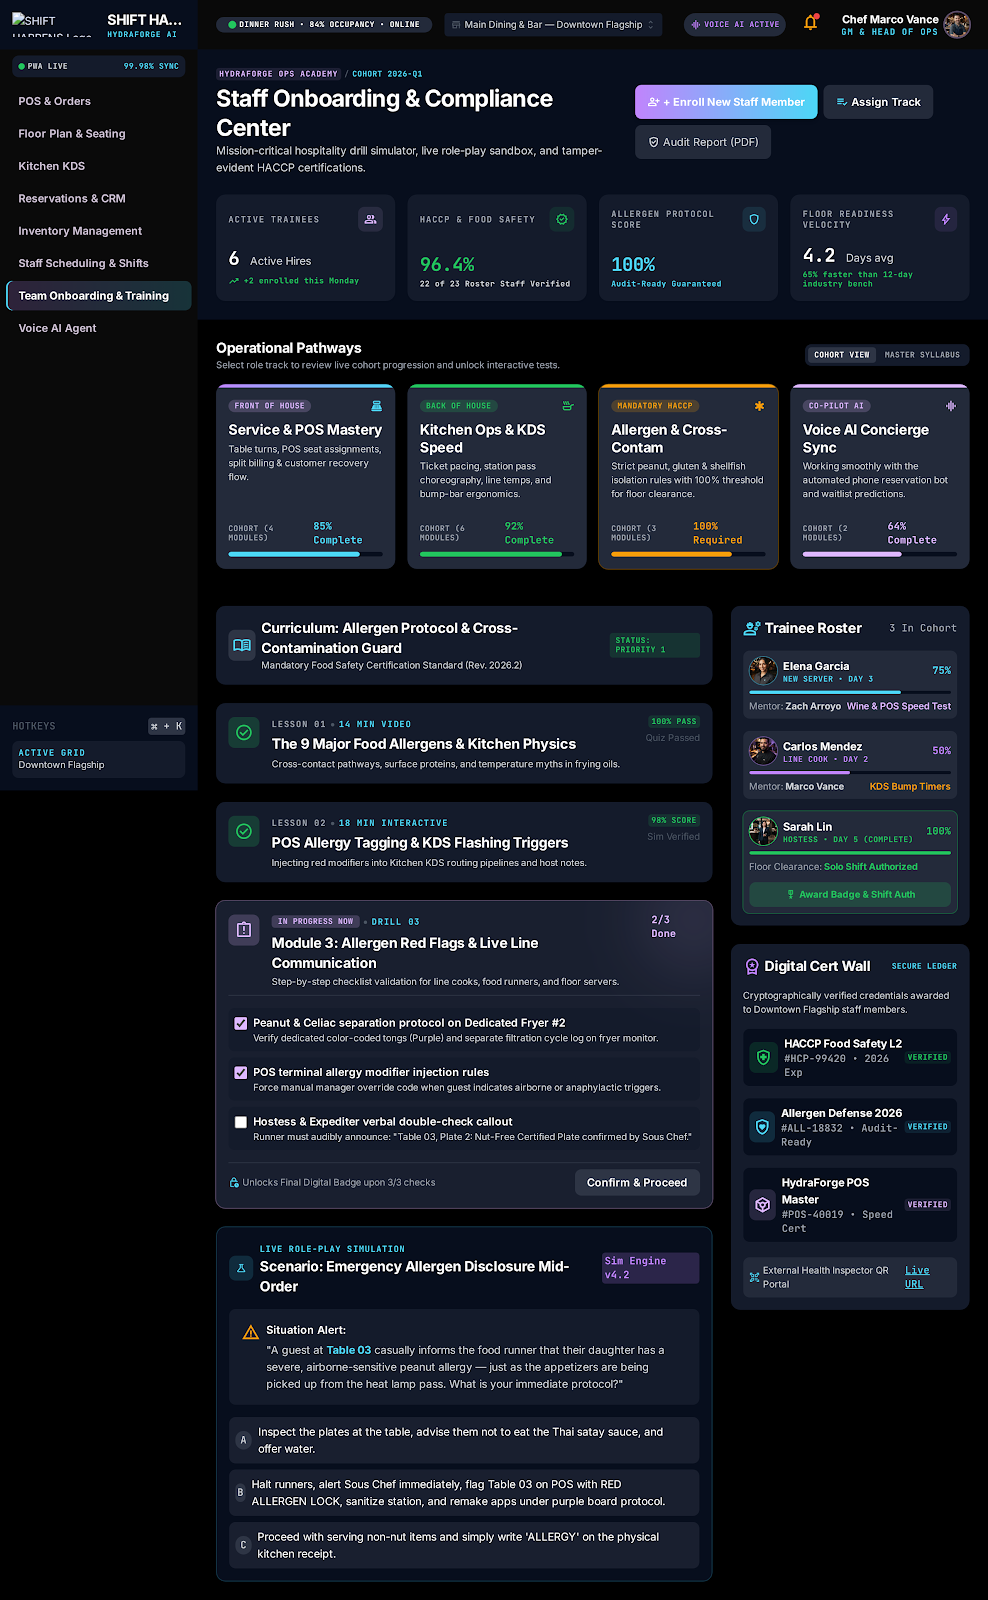 SHIFT
SHIFT HA...
HYDRAFORGE AI
DINNER RUSH • 84% OCCUPANCY • ONLINE
Main Dining & Bar — Downtown Flagship
VOICE AI ACTIVE
Chef Marco Vance
GM & HEAD OF OPS
PWA LIVE
99.98% SYNC
POS & Orders
Floor Plan & Seating
Kitchen KDS
Reservations & CRM
Inventory Management
Staff Scheduling & Shifts
Team Onboarding & Training
Voice AI Agent
HOTKEYS
⌘ + K
ACTIVE GRID
Downtown Flagship
HYDRAFORGE OPS ACADEMY / COHORT 2026-Q1
Staff Onboarding & Compliance
Center
Mission-critical hospitality drill simulator, live role-play sandbox, and tamper-
evident HACCP certifications.
+ Enroll New Staff Member
Assign Track
Audit Report (PDF)
ACTIVE TRAINEES
6 Active Hires
+2 enrolled this Monday
HACCP & FOOD SAFETY
96.4%
22 of 23 Roster Staff Verified
ALLERGEN PROTOCOL
SCORE
100%
Audit-Ready Guaranteed
FLOOR READINESS
VELOCITY
4.2 Days avg
65% faster than 12-day
industry bench
Operational Pathways
Select role track to review live cohort progression and unlock interactive tests.
COHORT VIEW
MASTER SYLLABUS
FRONT OF HOUSE
Service & POS Mastery
Table turns, POS seat assignments,
split billing & customer recovery
flow.
COHORT (4
MODULES)
85%
Complete
BACK OF HOUSE
Kitchen Ops & KDS
Speed
Ticket pacing, station pass
choreography, line temps, and
bump-bar ergonomics.
COHORT (6
MODULES)
92%
Complete
MANDATORY HACCP
Allergen & Cross-
Contam
Strict peanut, gluten & shellfish
isolation rules with 100% threshold
for floor clearance.
COHORT (3
MODULES)
100%
Required
CO-PILOT AI
Voice AI Concierge
Sync
Working smoothly with the
automated phone reservation bot
and waitlist predictions.
COHORT (2
MODULES)
64%
Complete
Curriculum: Allergen Protocol & Cross-
Contamination Guard
Mandatory Food Safety Certification Standard (Rev. 2026.2)
STATUS:
PRIORITY 1
LESSON 01 • 14 MIN VIDEO
The 9 Major Food Allergens & Kitchen Physics
Cross-contact pathways, surface proteins, and temperature myths in frying oils.
100% PASS
Quiz Passed
LESSON 02 • 18 MIN INTERACTIVE
POS Allergy Tagging & KDS Flashing Triggers
Injecting red modifiers into Kitchen KDS routing pipelines and host notes.
98% SCORE
Sim Verified
IN PROGRESS NOW • DRILL 03
Module 3: Allergen Red Flags & Live Line
Communication
Step-by-step checklist validation for line cooks, food runners, and floor servers.
2/3
Done
Peanut & Celiac separation protocol on Dedicated Fryer #2
Verify dedicated color-coded tongs (Purple) and separate filtration cycle log on fryer monitor.
POS terminal allergy modifier injection rules
Force manual manager override code when guest indicates airborne or anaphylactic triggers.
Hostess & Expediter verbal double-check callout
Runner must audibly announce: "Table 03, Plate 2: Nut-Free Certified Plate confirmed by Sous Chef."
Unlocks Final Digital Badge upon 3/3 checks
Confirm & Proceed
LIVE ROLE-PLAY SIMULATION
Scenario: Emergency Allergen Disclosure Mid-
Order
Sim Engine
v4.2
Situation Alert:
"A guest at Table 03 casually informs the food runner that their daughter has a
severe, airborne-sensitive peanut allergy — just as the appetizers are being
picked up from the heat lamp pass. What is your immediate protocol?"
A
Inspect the plates at the table, advise them not to eat the Thai satay sauce, and
offer water.
B
Halt runners, alert Sous Chef immediately, flag Table 03 on POS with RED
ALLERGEN LOCK, sanitize station, and remake apps under purple board protocol.
C
Proceed with serving non-nut items and simply write 'ALLERGY' on the physical
kitchen receipt.
Trainee Roster
3 In Cohort
Elena Garcia
NEW SERVER • DAY 3
75%
Mentor: Zach Arroyo
Wine & POS Speed Test
Carlos Mendez
LINE COOK • DAY 2
50%
Mentor: Marco Vance
KDS Bump Timers
Sarah Lin
HOSTESS • DAY 5 (COMPLETE)
100%
Floor Clearance: Solo Shift Authorized
Award Badge & Shift Auth
Digital Cert Wall
SECURE LEDGER
Cryptographically verified credentials awarded
to Downtown Flagship staff members.
HACCP Food Safety L2
#HCP-99420 • 2026
Exp
VERIFIED
Allergen Defense 2026
#ALL-18832 • Audit-
Ready
VERIFIED
HydraForge POS
Master
#POS-40019 • Speed
Cert
VERIFIED
External Health Inspector QR
Portal
Live
URL